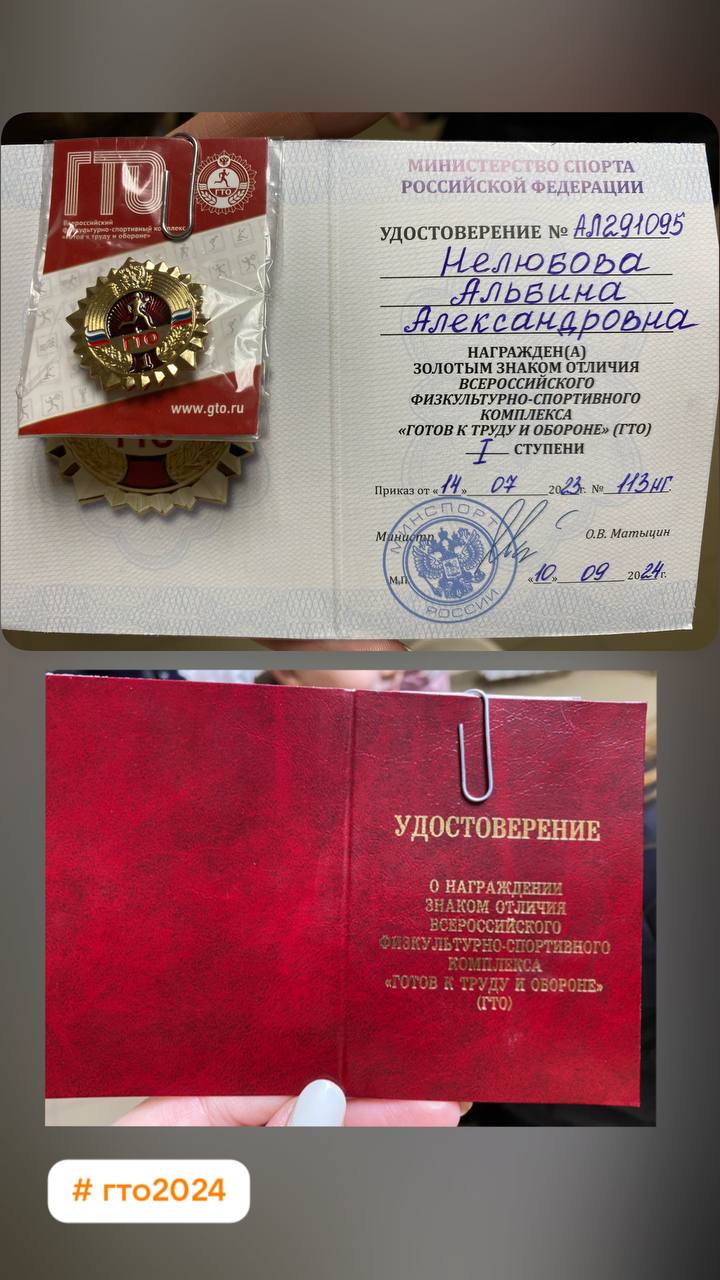 ГТО
Всероссийский
физкультурно-спортивный комплекс
«Готов к труду и обороне»
ГТО
ГТО
I
www.gto.ru
МИНИСТЕРСТВО СПОРТА
РОССИЙСКОЙ ФЕДЕРАЦИИ
УДОСТОВЕРЕНИЕ № АЛ291095
Нелюбова
Альбина
Александровна
НАГРАЖДЕН(А)
ЗОЛОТЫМ ЗНАКОМ ОТЛИЧИЯ
ВСЕРОССИЙСКОГО
ФИЗКУЛЬТУРНО-СПОРТИВНОГО
КОМПЛЕКСА
«ГОТОВ К ТРУДУ И ОБОРОНЕ» (ГТО)
I СТУПЕНИ
Приказ от «14» 07 2023г. № 113нг.
Министр О.В. Матыцин
М.П. «10» 09 2024г.
МИНСПОРТ
РОССИИ
УДОСТОВЕРЕНИЕ
О НАГРАЖДЕНИИ
ЗНАКОМ ОТЛИЧИЯ
ВСЕРОССИЙСКОГО
ФИЗКУЛЬТУРНО-СПОРТИВНОГО
КОМПЛЕКСА
«ГОТОВ К ТРУДУ И ОБОРОНЕ»
(ГТО)
# гто2024